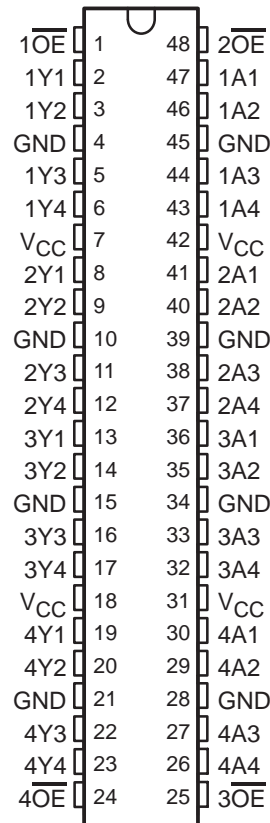 1O̅E̅ 1 48 2O̅E̅
1Y1 2 47 1A1
1Y2 3 46 1A2
GND 4 45 GND
1Y3 5 44 1A3
1Y4 6 43 1A4
VCC 7 42 VCC
2Y1 8 41 2A1
2Y2 9 40 2A2
GND 10 39 GND
2Y3 11 38 2A3
2Y4 12 37 2A4
3Y1 13 36 3A1
3Y2 14 35 3A2
GND 15 34 GND
3Y3 16 33 3A3
3Y4 17 32 3A4
VCC 18 31 VCC
4Y1 19 30 4A1
4Y2 20 29 4A2
GND 21 28 GND
4Y3 22 27 4A3
4Y4 23 26 4A4
4O̅E̅ 24 25 3O̅E̅